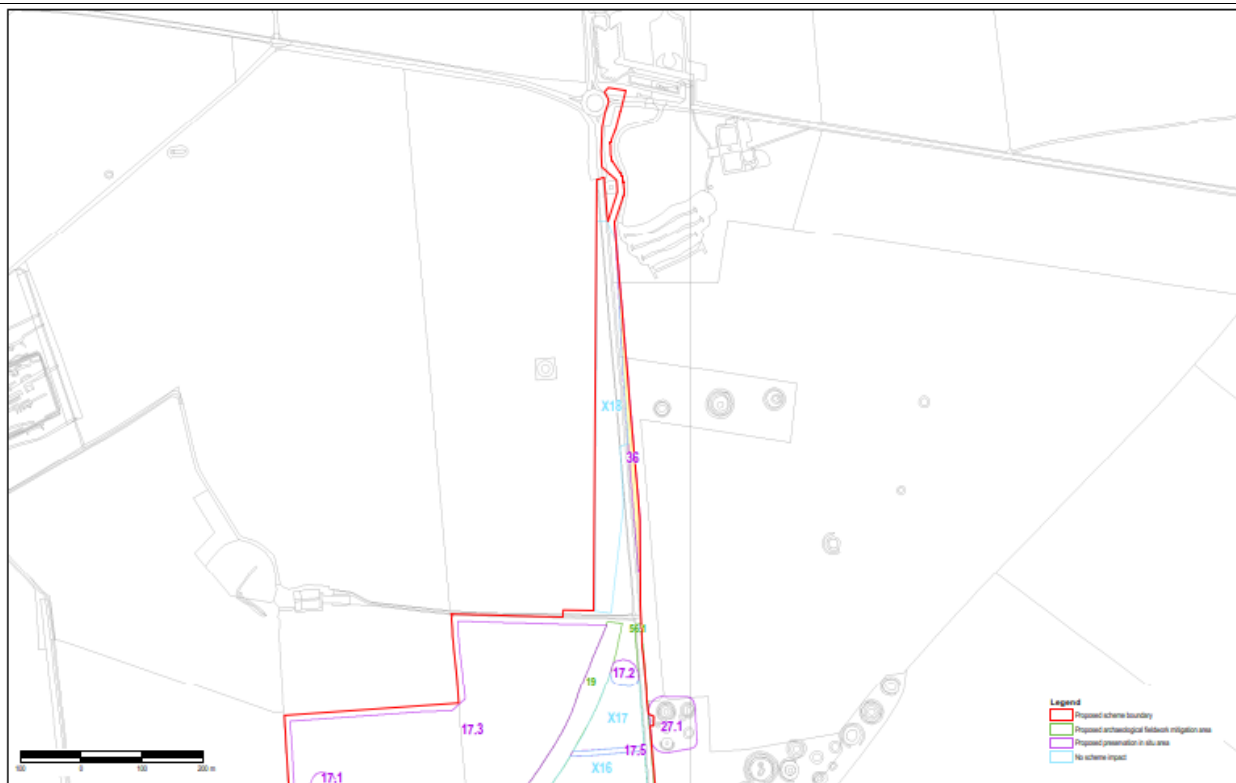 X18
36
56.1
17.2
19
17.3
X17
27.1
17.5
X16
17.1
100 0 100 200 m
Legend
Proposed scheme boundary
Proposed archaeological fieldwork mitigation area
Proposed preservation in situ area
No scheme impact